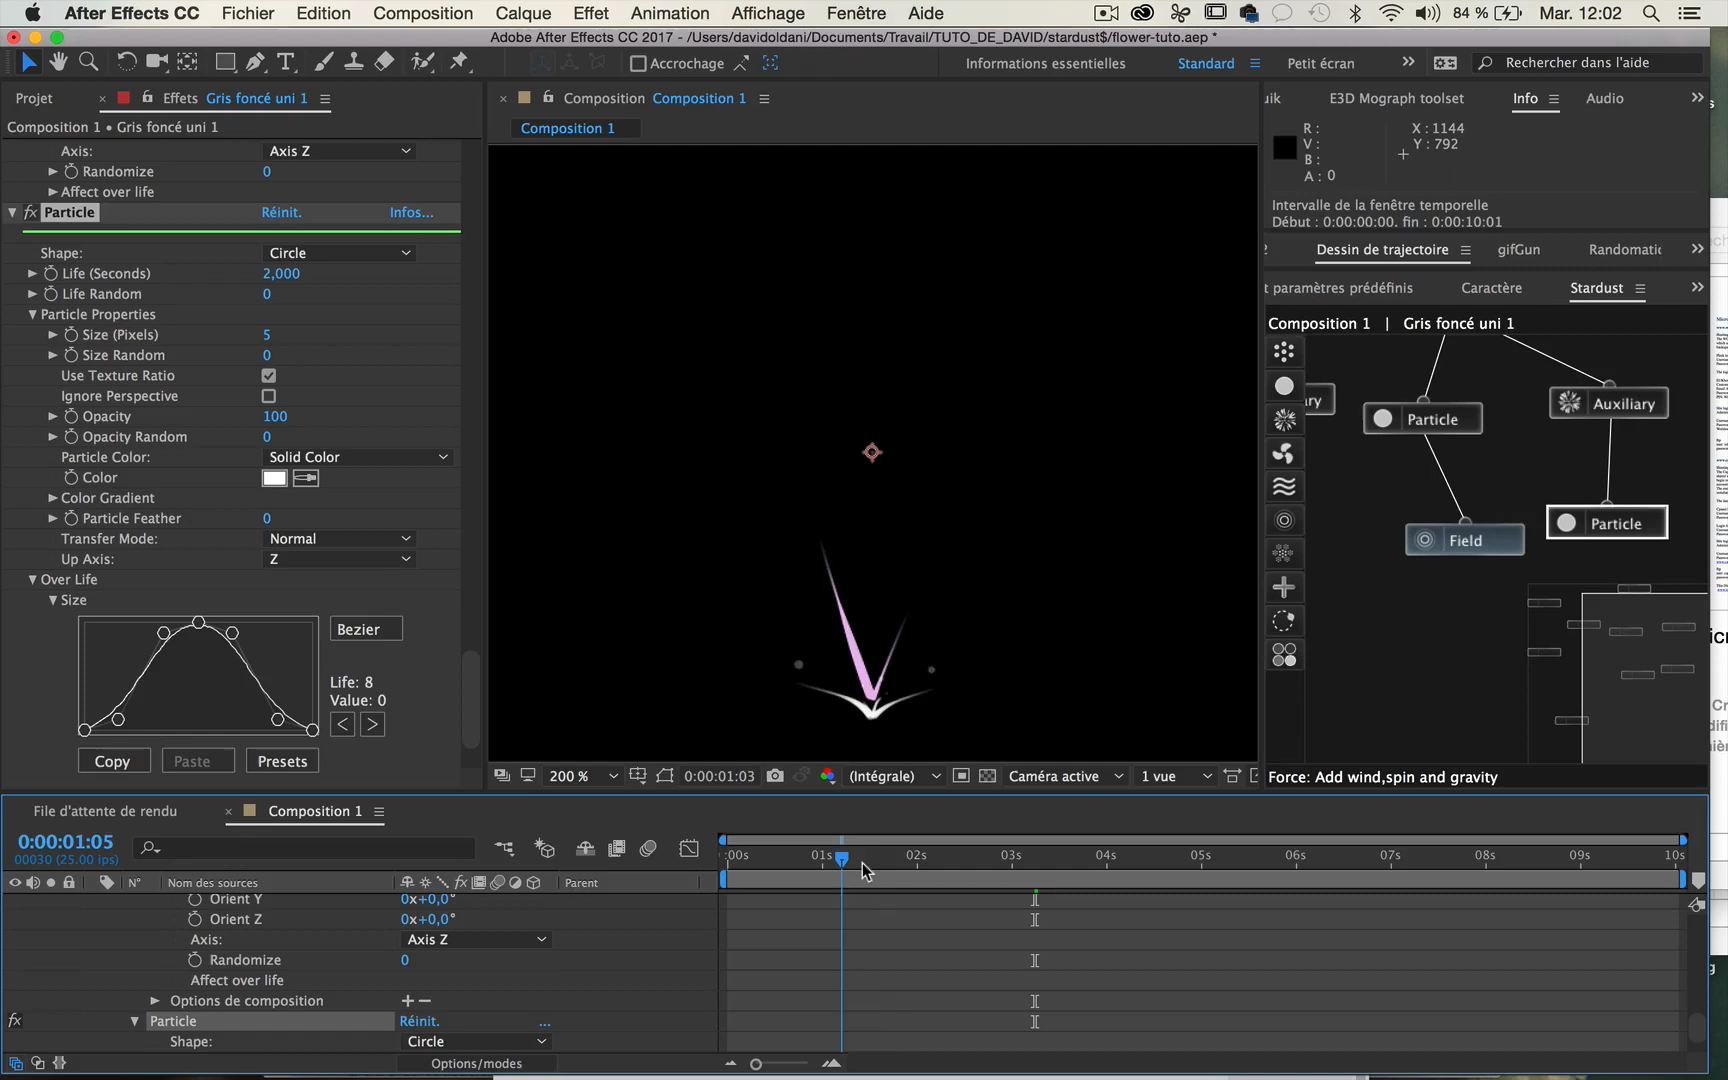 After Effects CC Fichier Edition Composition Calque Effet Animation Affichage Fenêtre Aide 84 % Mar. 12:02
Adobe After Effects CC 2017 - /Users/davidoldani/Documents/Travail/TUTO_DE_DAVID/stardust$/flower-tuto.aep *
Accrochage Informations essentielles Standard Petit écran Rechercher dans l'aide
Projet Effets Gris foncé uni 1
Composition 1 • Gris foncé uni 1
Axis: Axis Z
Randomize 0
Affect over life
fx Particle Réinit. Infos...
Shape: Circle
Life (Seconds) 2,000
Life Random 0
Particle Properties
Size (Pixels) 5
Size Random 0
Use Texture Ratio
Ignore Perspective
Opacity 100
Opacity Random 0
Particle Color: Solid Color
Color
Color Gradient
Particle Feather 0
Transfer Mode: Normal
Up Axis: Z
Over Life
Size
Bezier
Life: 8
Value: 0
< >
Copy Paste Presets
Composition Composition 1
Composition 1
200 % 0:00:01:03 (Intégrale) Caméra active 1 vue
uik E3D Mograph toolset Info Audio
R: X : 1144
V: Y : 792
B:
A : 0
Intervalle de la fenêtre temporelle
Début : 0:00:00:00. fin : 0:00:10:01
2 Dessin de trajectoire gifGun Randomatic
t paramètres prédéfinis Caractère Stardust
Composition 1 | Gris foncé uni 1
ry Particle Auxiliary
Field Particle
Force: Add wind,spin and gravity
File d'attente de rendu Composition 1
0:00:01:05
00030 (25.00 ips)
:00s 01s 02s 03s 04s 05s 06s 07s 08s 09s 10s
N° Nom des sources fx Parent
Orient Y 0x+0,0°
Orient Z 0x+0,0°
Axis: Axis Z
Randomize 0
Affect over life
Options de composition +−
fx Particle Réinit. ...
Shape: Circle
Options/modes